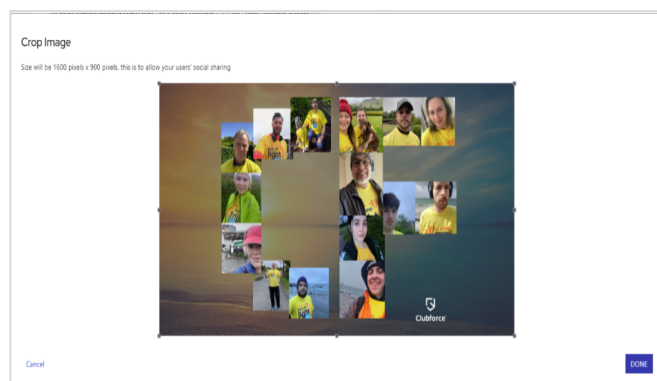 Crop Image
Size will be 1600 pixels x 900 pixels, this is to allow your users' social sharing
Clubforce
Cancel
DONE